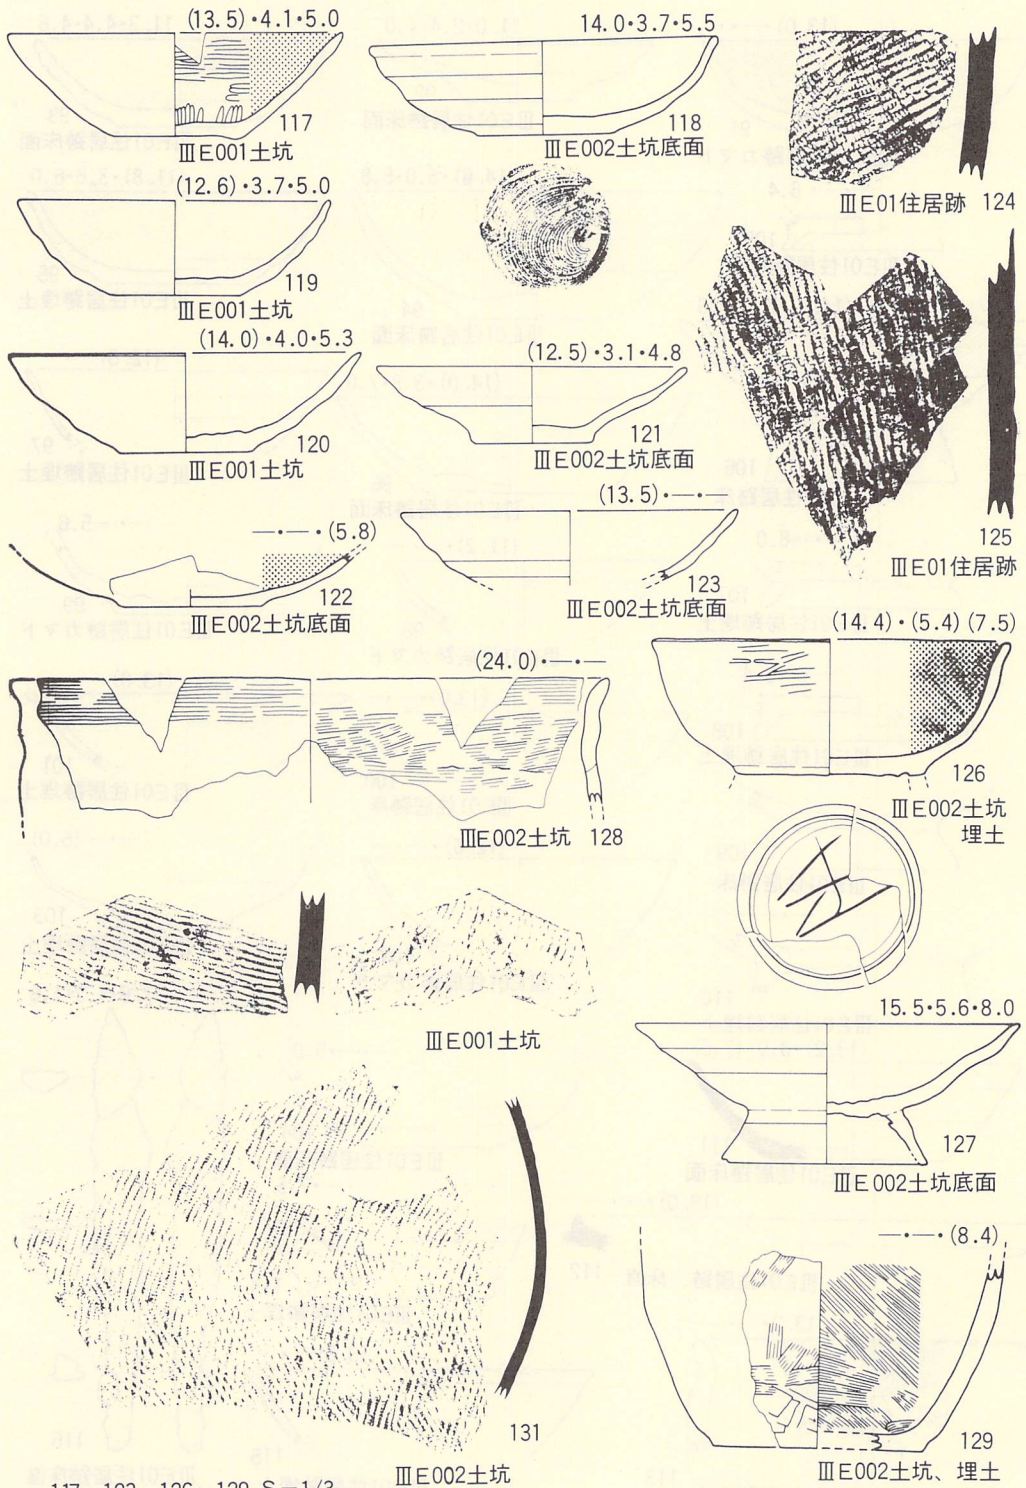 (13.5)・4.1・5.0
117
ⅢE001土坑
14.0・3.7・5.5
118
ⅢE002土坑底面
ⅢE01住居跡 124
(12.6)・3.7・5.0
119
ⅢE001土坑
(14.0)・4.0・5.3
120
ⅢE001土坑
(12.5)・3.1・4.8
121
ⅢE002土坑底面
125
ⅢE01住居跡
―・―・(5.8)
122
ⅢE002土坑底面
(13.5)・―・―
123
ⅢE002土坑底面
(24.0)・―・―
ⅢE002土坑 128
(14.4)・(5.4)(7.5)
126
ⅢE002土坑
埋土
ⅢE001土坑
15.5・5.6・8.0
127
ⅢE002土坑底面
131
ⅢE002土坑
―・―・(8.4)
129
ⅢE002土坑、埋土